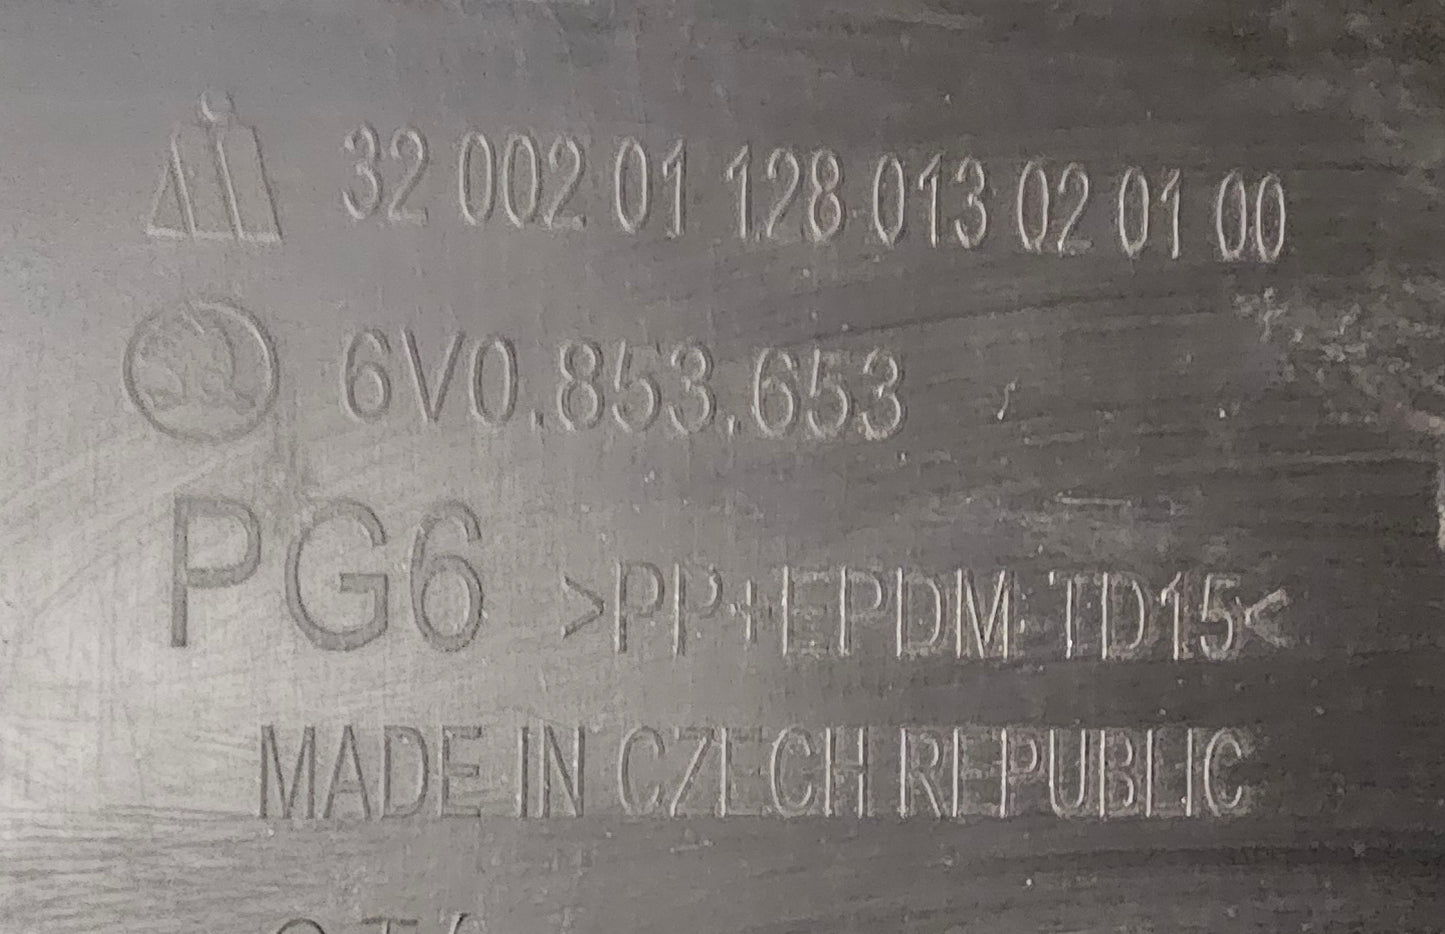 32 002 01 128 013 02 01 00
6V0.853.653
PG6 >PP+EPDM TD15<
MADE IN CZECH REPUBLIC